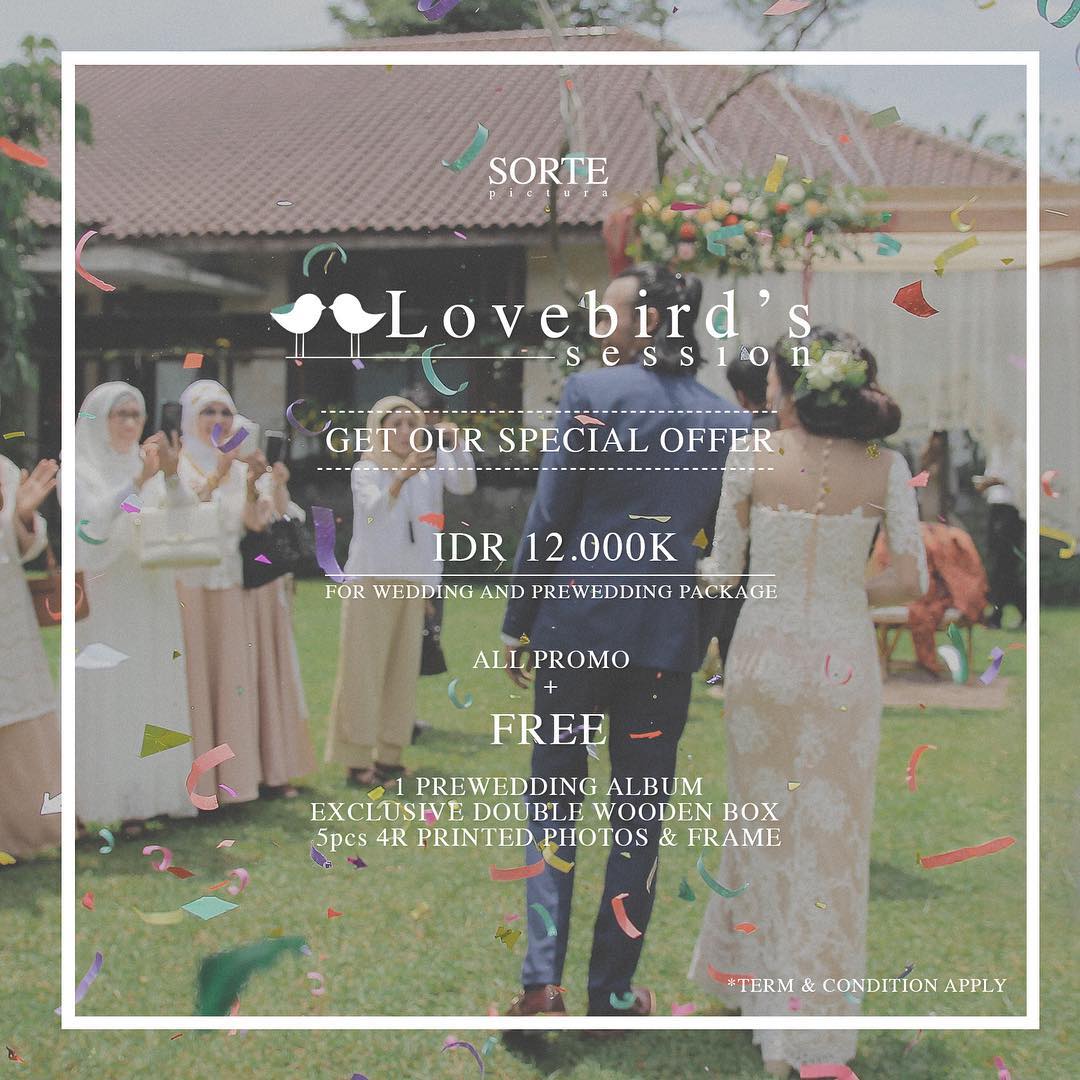 SORTE
pictura
Lovebird's
session
GET OUR SPECIAL OFFER
IDR 12.000K
FOR WEDDING AND PREWEDDING PACKAGE
ALL PROMO
+
FREE
1 PREWEDDING ALBUM
EXCLUSIVE DOUBLE WOODEN BOX
5pcs 4R PRINTED PHOTOS & FRAME
*TERM & CONDITION APPLY